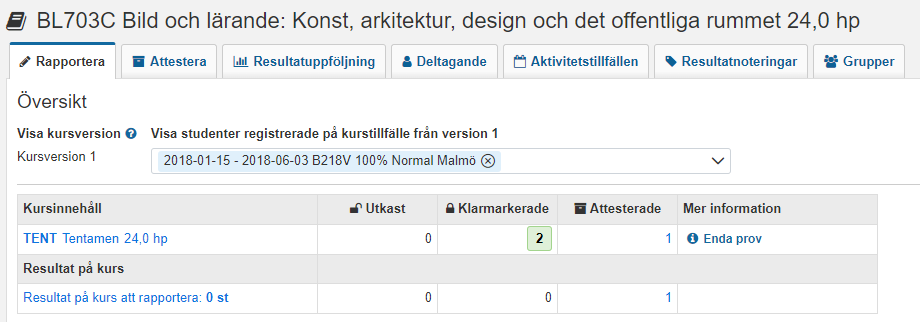 BL703C Bild och lärande: Konst, arkitektur, design och det offentliga rummet 24,0 hp
Rapportera Attestera Resultatuppföljning Deltagande Aktivitetstillfällen Resultatnoteringar Grupper
Översikt
Visa kursversion Visa studenter registrerade på kurstillfälle från version 1
Kursversion 1 2018-01-15 - 2018-06-03 B218V 100% Normal Malmö
Kursinnehåll Utkast Klarmarkerade Attesterade Mer information
TENT Tentamen 24,0 hp 0 2 1 Enda prov
Resultat på kurs
Resultat på kurs att rapportera: 0 st 0 0 1